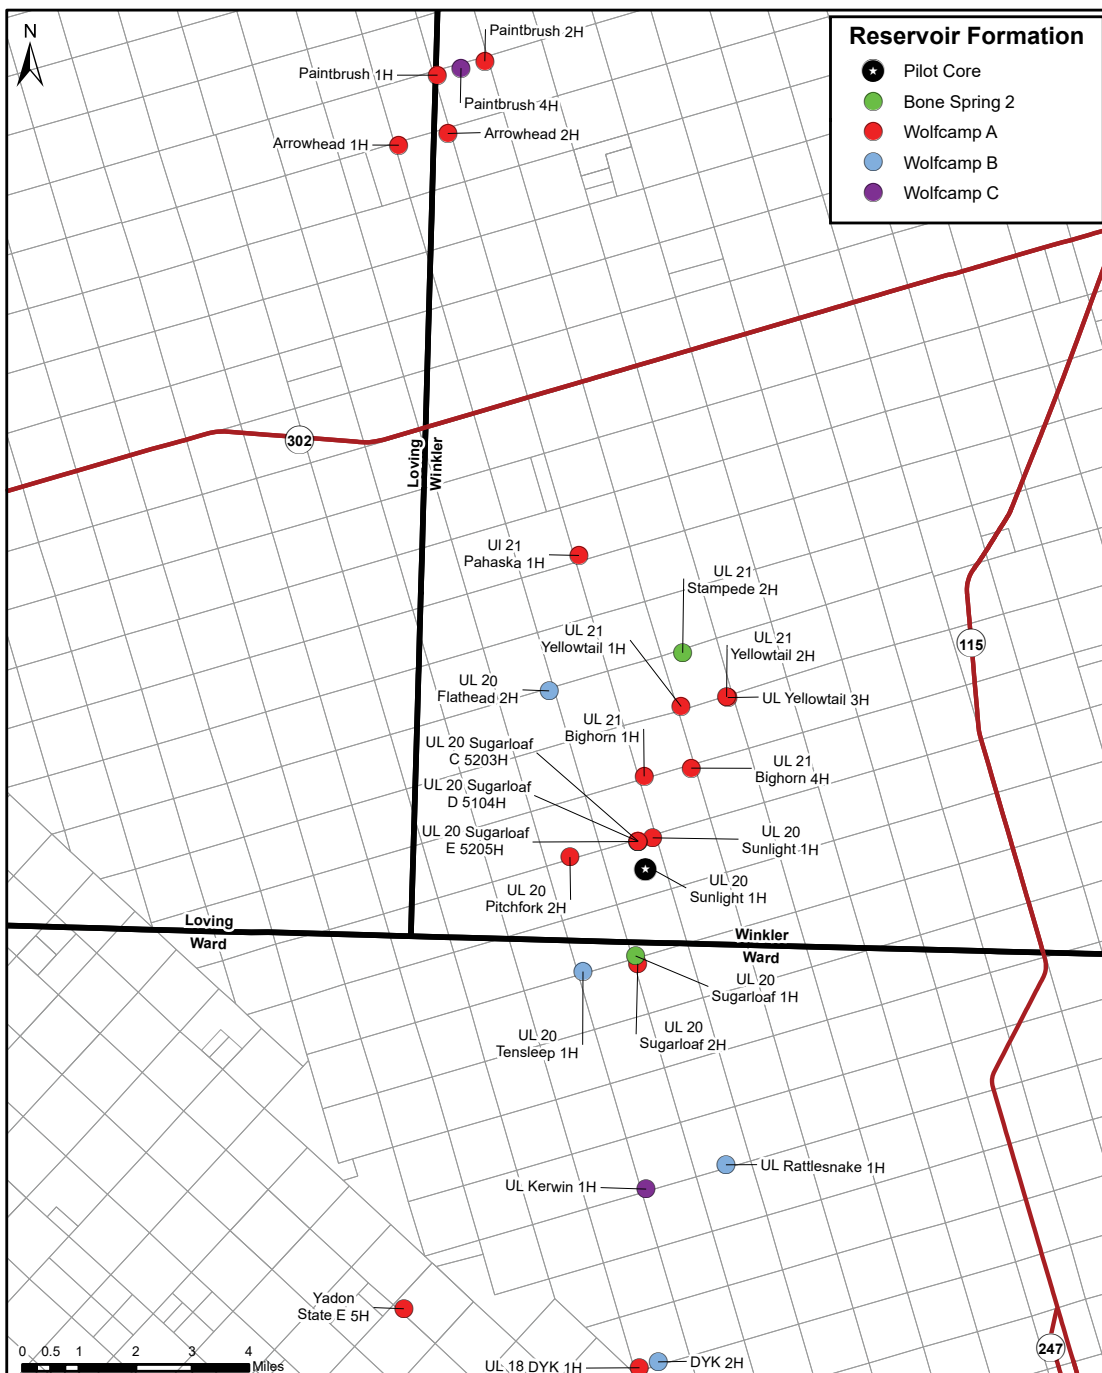 N
Reservoir Formation
Pilot Core
Bone Spring 2
Wolfcamp A
Wolfcamp B
Wolfcamp C
Paintbrush 2H
Paintbrush 1H
Paintbrush 4H
Arrowhead 2H
Arrowhead 1H
302
Loving
Winkler
Ul 21
Pahaska 1H
UL 21
Stampede 2H
115
UL 21
Yellowtail 1H
UL 21
Yellowtail 2H
UL 20
Flathead 2H
UL Yellowtail 3H
UL 21
Bighorn 1H
UL 20 Sugarloaf
C 5203H
UL 21
Bighorn 4H
UL 20 Sugarloaf
D 5104H
UL 20 Sugarloaf
E 5205H
UL 20
Sunlight 1H
UL 20
Pitchfork 2H
UL 20
Sunlight 1H
Loving
Ward
Winkler
Ward
UL 20
Sugarloaf 1H
UL 20
Tensleep 1H
UL 20
Sugarloaf 2H
UL Rattlesnake 1H
UL Kerwin 1H
Yadon
State E 5H
0 0.5 1 2 3 4
Miles
UL 18 DYK 1H
DYK 2H
247